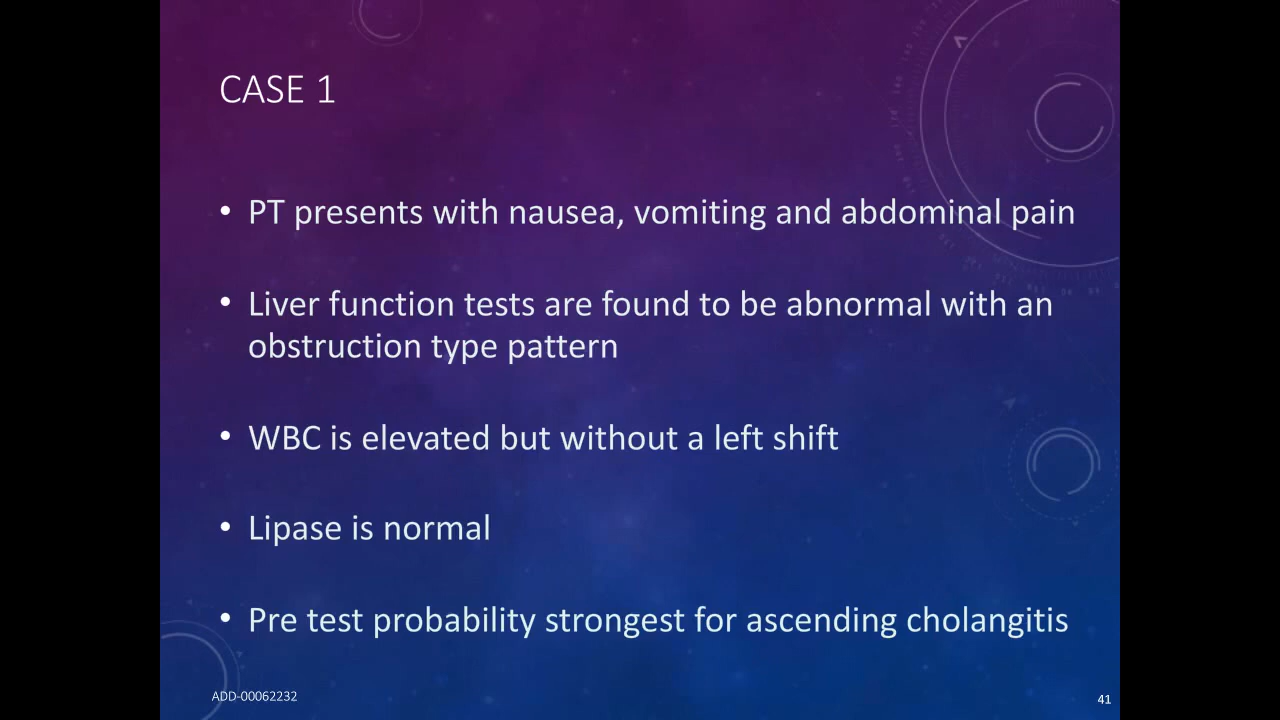 CASE 1
• PT presents with nausea, vomiting and abdominal pain
• Liver function tests are found to be abnormal with an
obstruction type pattern
• WBC is elevated but without a left shift
• Lipase is normal
• Pre test probability strongest for ascending cholangitis
ADD-00062232
41